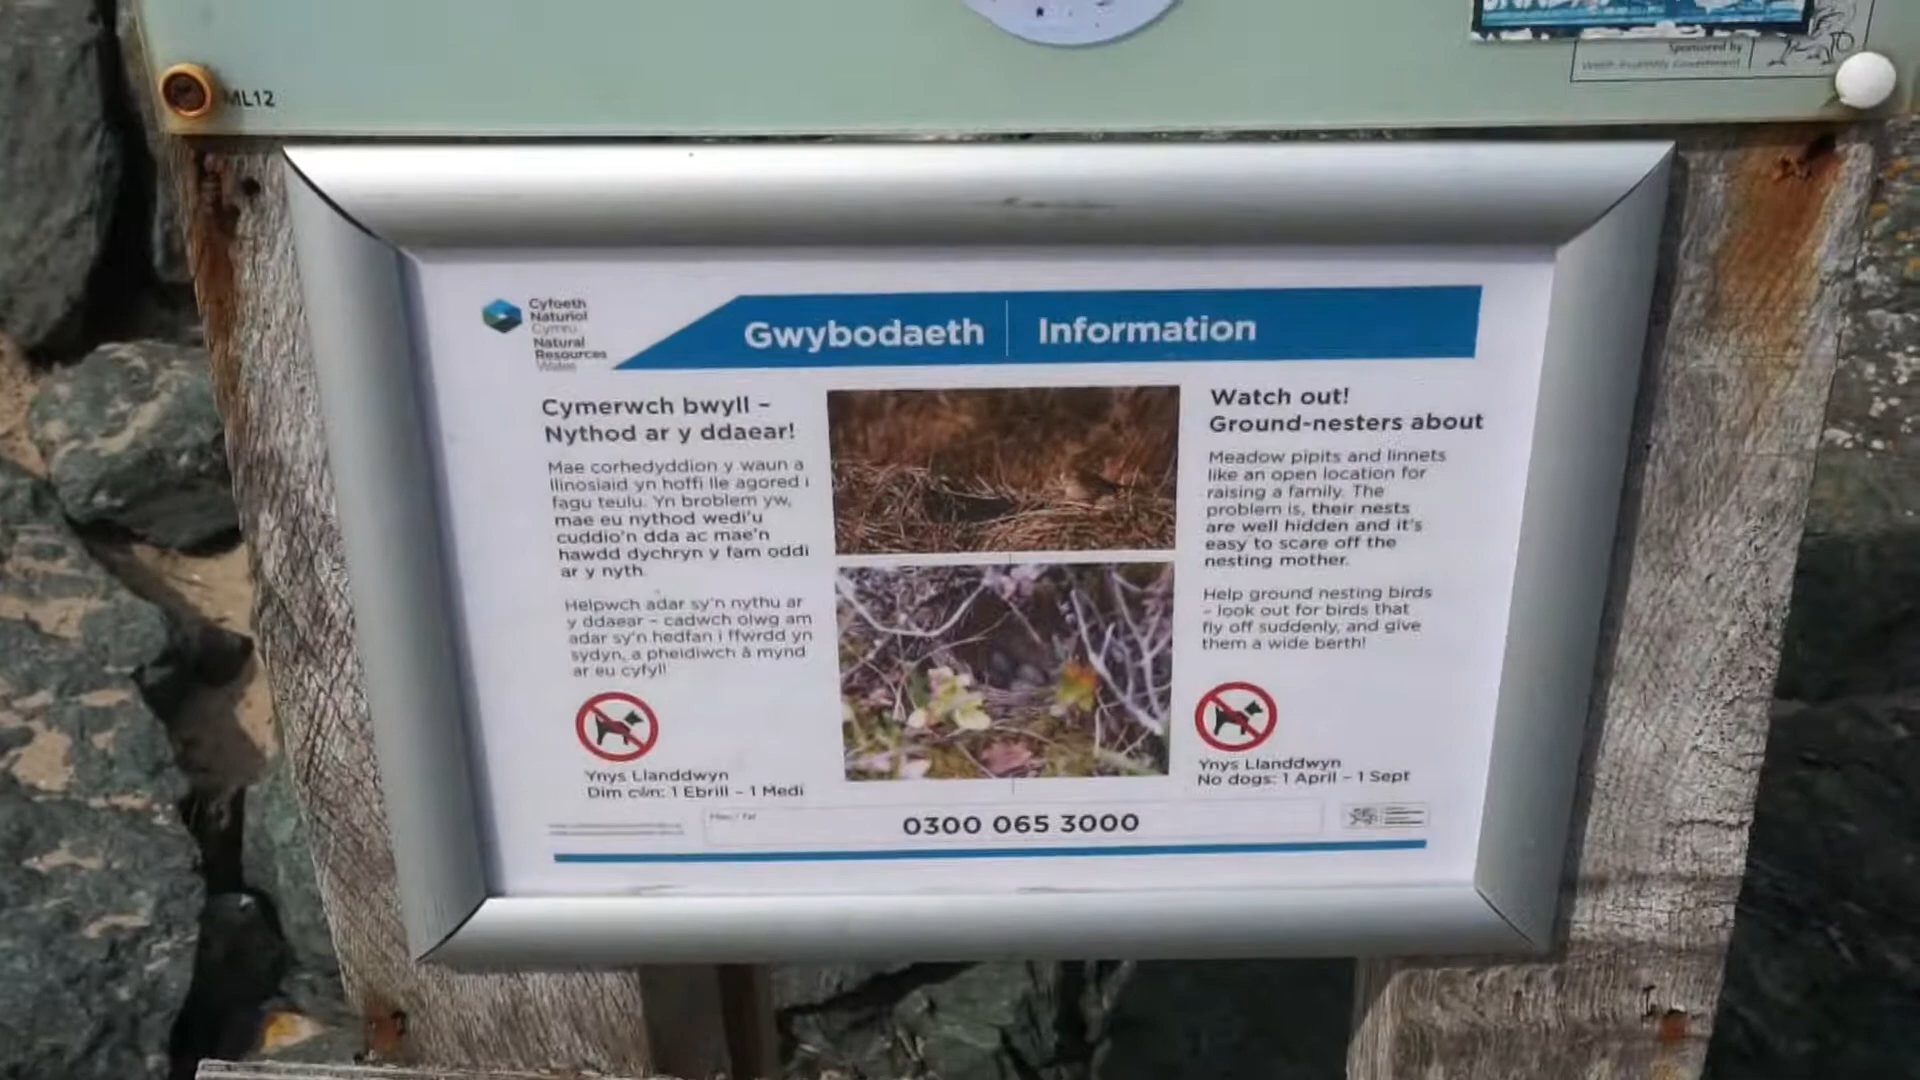 Sponsored by
Welsh Assembly Government
ML12
Cyfoeth
Naturiol
Cymru
Natural
Resources
Wales
Gwybodaeth
Information
Cymerwch bwyll –
Nythod ar y ddaear!
Mae corhedyddion y waun a
llinosiaid yn hoffi lle agored i
fagu teulu. Yn broblem yw,
mae eu nythod wedi'u
cuddio'n dda ac mae'n
hawdd dychryn y fam oddi
ar y nyth.
Helpwch adar sy'n nythu ar
y ddaear – cadwch olwg am
adar sy'n hedfan i ffwrdd yn
sydyn, a pheidiwch â mynd
ar eu cyfyl!
Ynys Llanddwyn
Dim cŵn: 1 Ebrill – 1 Medi
Watch out!
Ground-nesters about
Meadow pipits and linnets
like an open location for
raising a family. The
problem is, their nests
are well hidden and it's
easy to scare off the
nesting mother.
Help ground nesting birds
– look out for birds that
fly off suddenly, and give
them a wide berth!
Ynys Llanddwyn
No dogs: 1 April – 1 Sept
0300 065 3000